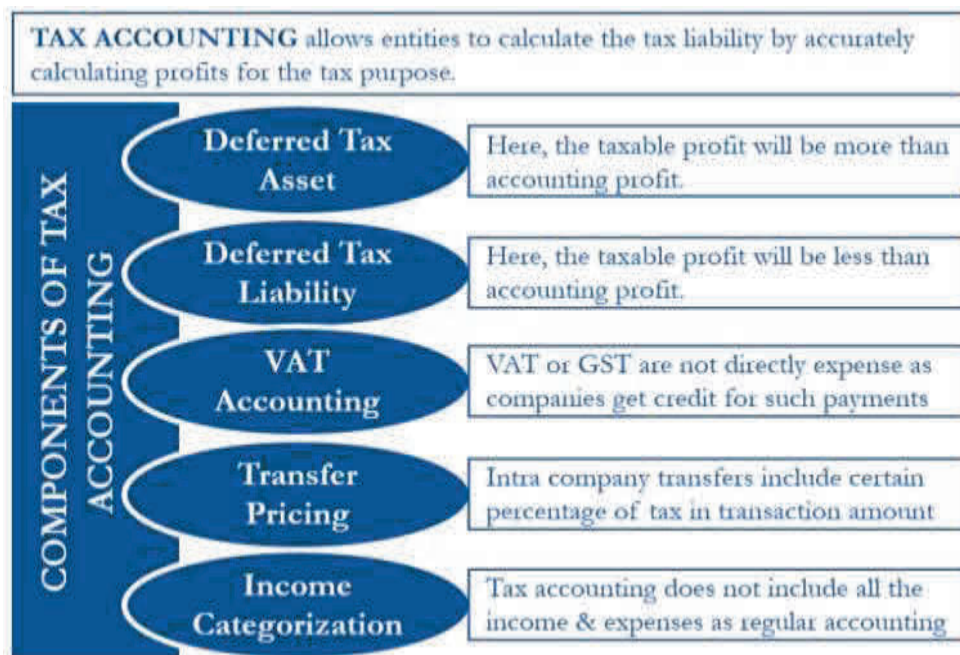 TAX ACCOUNTING allows entities to calculate the tax liability by accurately
calculating profits for the tax purpose.
COMPONENTS OF TAX
ACCOUNTING
Deferred Tax
Asset
Here, the taxable profit will be more than
accounting profit.
Deferred Tax
Liability
Here, the taxable profit will be less than
accounting profit.
VAT
Accounting
VAT or GST are not directly expense as
companies get credit for such payments
Transfer
Pricing
Intra company transfers include certain
percentage of tax in transaction amount
Income
Categorization
Tax accounting does not include all the
income & expenses as regular accounting